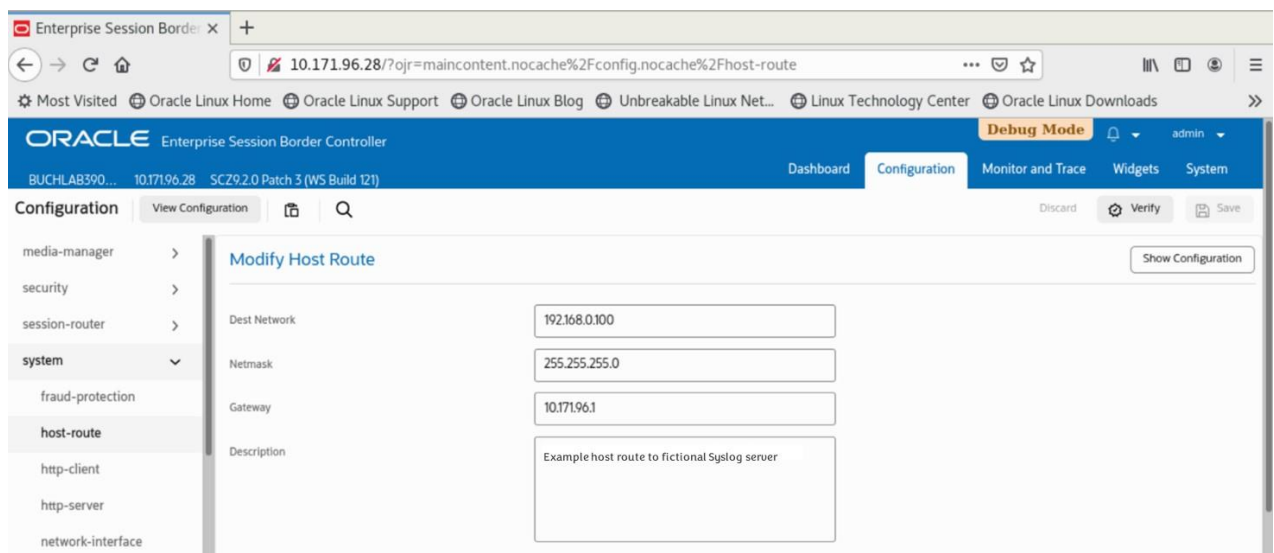 Enterprise Session Border
10.171.96.28/?ojr=maincontent.nocache%2Fconfig.nocache%2Fhost-route
Most Visited Oracle Linux Home Oracle Linux Support Oracle Linux Blog Unbreakable Linux Net... Linux Technology Center Oracle Linux Downloads
ORACLE Enterprise Session Border Controller Debug Mode admin
BUCHLAB390... 10.171.96.28 SCZ9.2.0 Patch 3 (WS Build 121) Dashboard Configuration Monitor and Trace Widgets System
Configuration View Configuration Discard Verify Save
media-manager
Modify Host Route Show Configuration
security
session-router
Dest Network 192.168.0.100
system
Netmask 255.255.255.0
fraud-protection
Gateway 10.171.96.1
host-route
Description Example host route to fictional Syslog server
http-client
http-server
network-interface